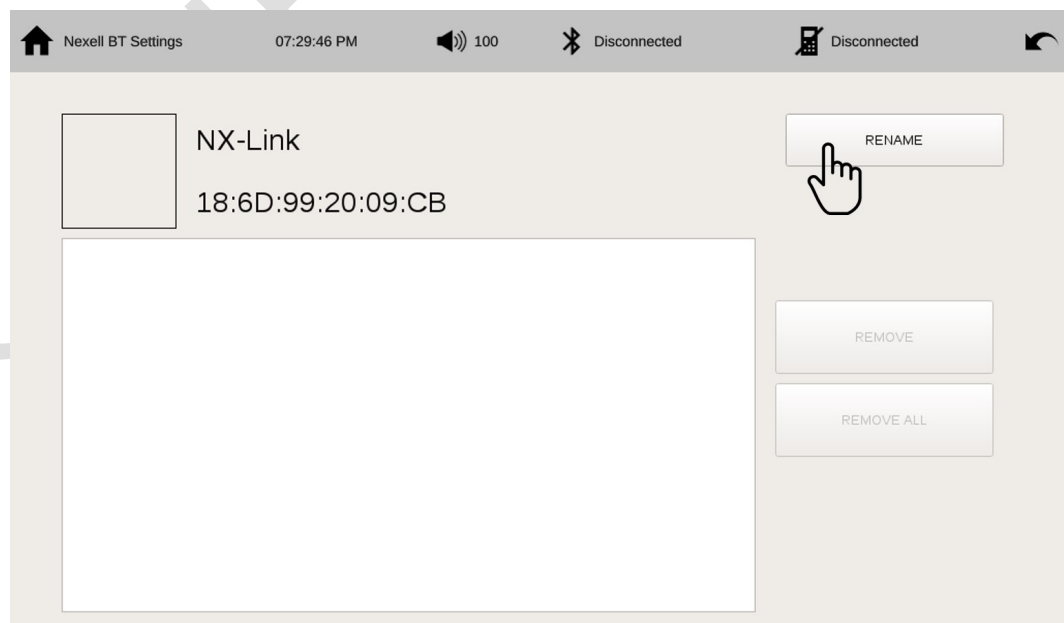 Nexell BT Settings 07:29:46 PM 100 Disconnected Disconnected
NX-Link
RENAME
18:6D:99:20:09:CB
REMOVE
REMOVE ALL